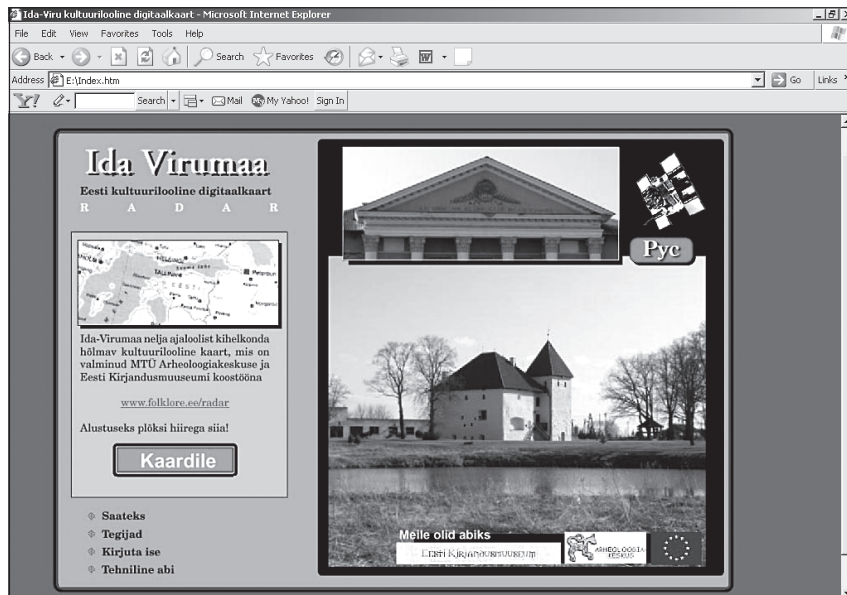 Ida-Viru kultuurilooline digitaalkaart - Microsoft Internet Explorer
File Edit View Favorites Tools Help
Back Search Favorites
Address E:\Index.htm Go Links
Y! Search Mail My Yahoo! Sign In
Ida Virumaa
Eesti kultuurilooline digitaalkaart
R A D A R
Рус
HELSINKI
TALLINN
EESTI
Ida-Virumaa nelja ajaloolist kihelkonda
hõlmav kultuurilooline kaart, mis on
valminud MTÜ Arheoloogiakeskuse ja
Eesti Kirjandusmuuseumi koostööna
www.folklore.ee/radar
Alustuseks plõksi hiirega siia!
Kaardile
Saateks
Tegijad
Kirjuta ise
Tehniline abi
Meile olid abiks
Eesti Kirjandusmuuseum
ARHEOLOOGIA
KESKUS